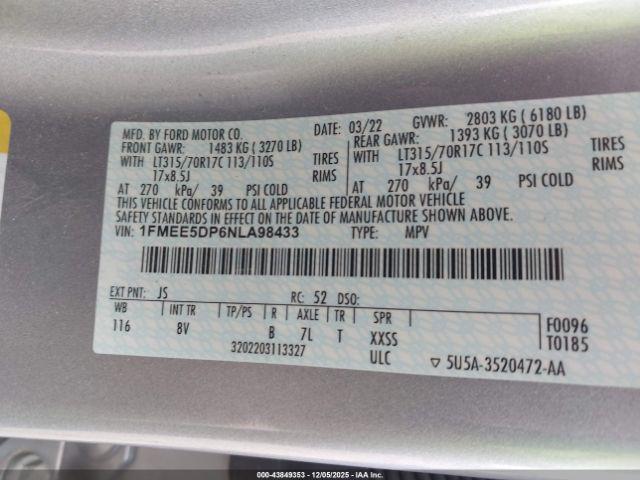 MFD. BY FORD MOTOR CO. DATE: 03/22 GVWR: 2803 KG ( 6180 LB)
FRONT GAWR: 1483 KG ( 3270 LB) REAR GAWR: 1393 KG ( 3070 LB)
WITH LT315/70R17C 113/110S TIRES WITH LT315/70R17C 113/110S TIRES
17x8.5J RIMS 17x8.5J RIMS
AT 270 kPa/ 39 PSI COLD AT 270 kPa/ 39 PSI COLD
THIS VEHICLE CONFORMS TO ALL APPLICABLE FEDERAL MOTOR VEHICLE
SAFETY STANDARDS IN EFFECT ON THE DATE OF MANUFACTURE SHOWN ABOVE.
VIN: 1FMEE5DP6NLA98433 TYPE: MPV
EXT PNT: JS RC: 52 DSO:
WB INT TR TP/PS R AXLE TR SPR
116 8V B 7L T XXSS
F0096
T0185
3202203113327 ULC ▽ 5U5A-3520472-AA
000-43849353 | 12/05/2025 - Copyright © 2025 IAA. All Rights Reserved.